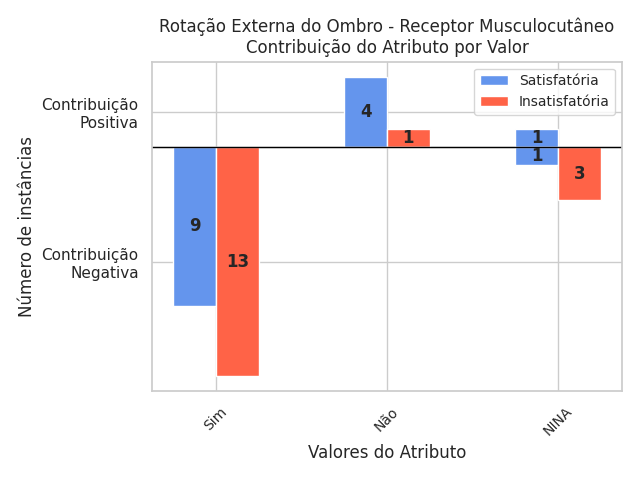 Rotação Externa do Ombro - Receptor Musculocutâneo
Contribuição do Atributo por Valor
Satisfatória
Insatisfatória
Contribuição
Positiva
Contribuição
Negativa
Número de instâncias
4
1
1
1
3
9
13
Sim
Não
NINA
Valores do Atributo